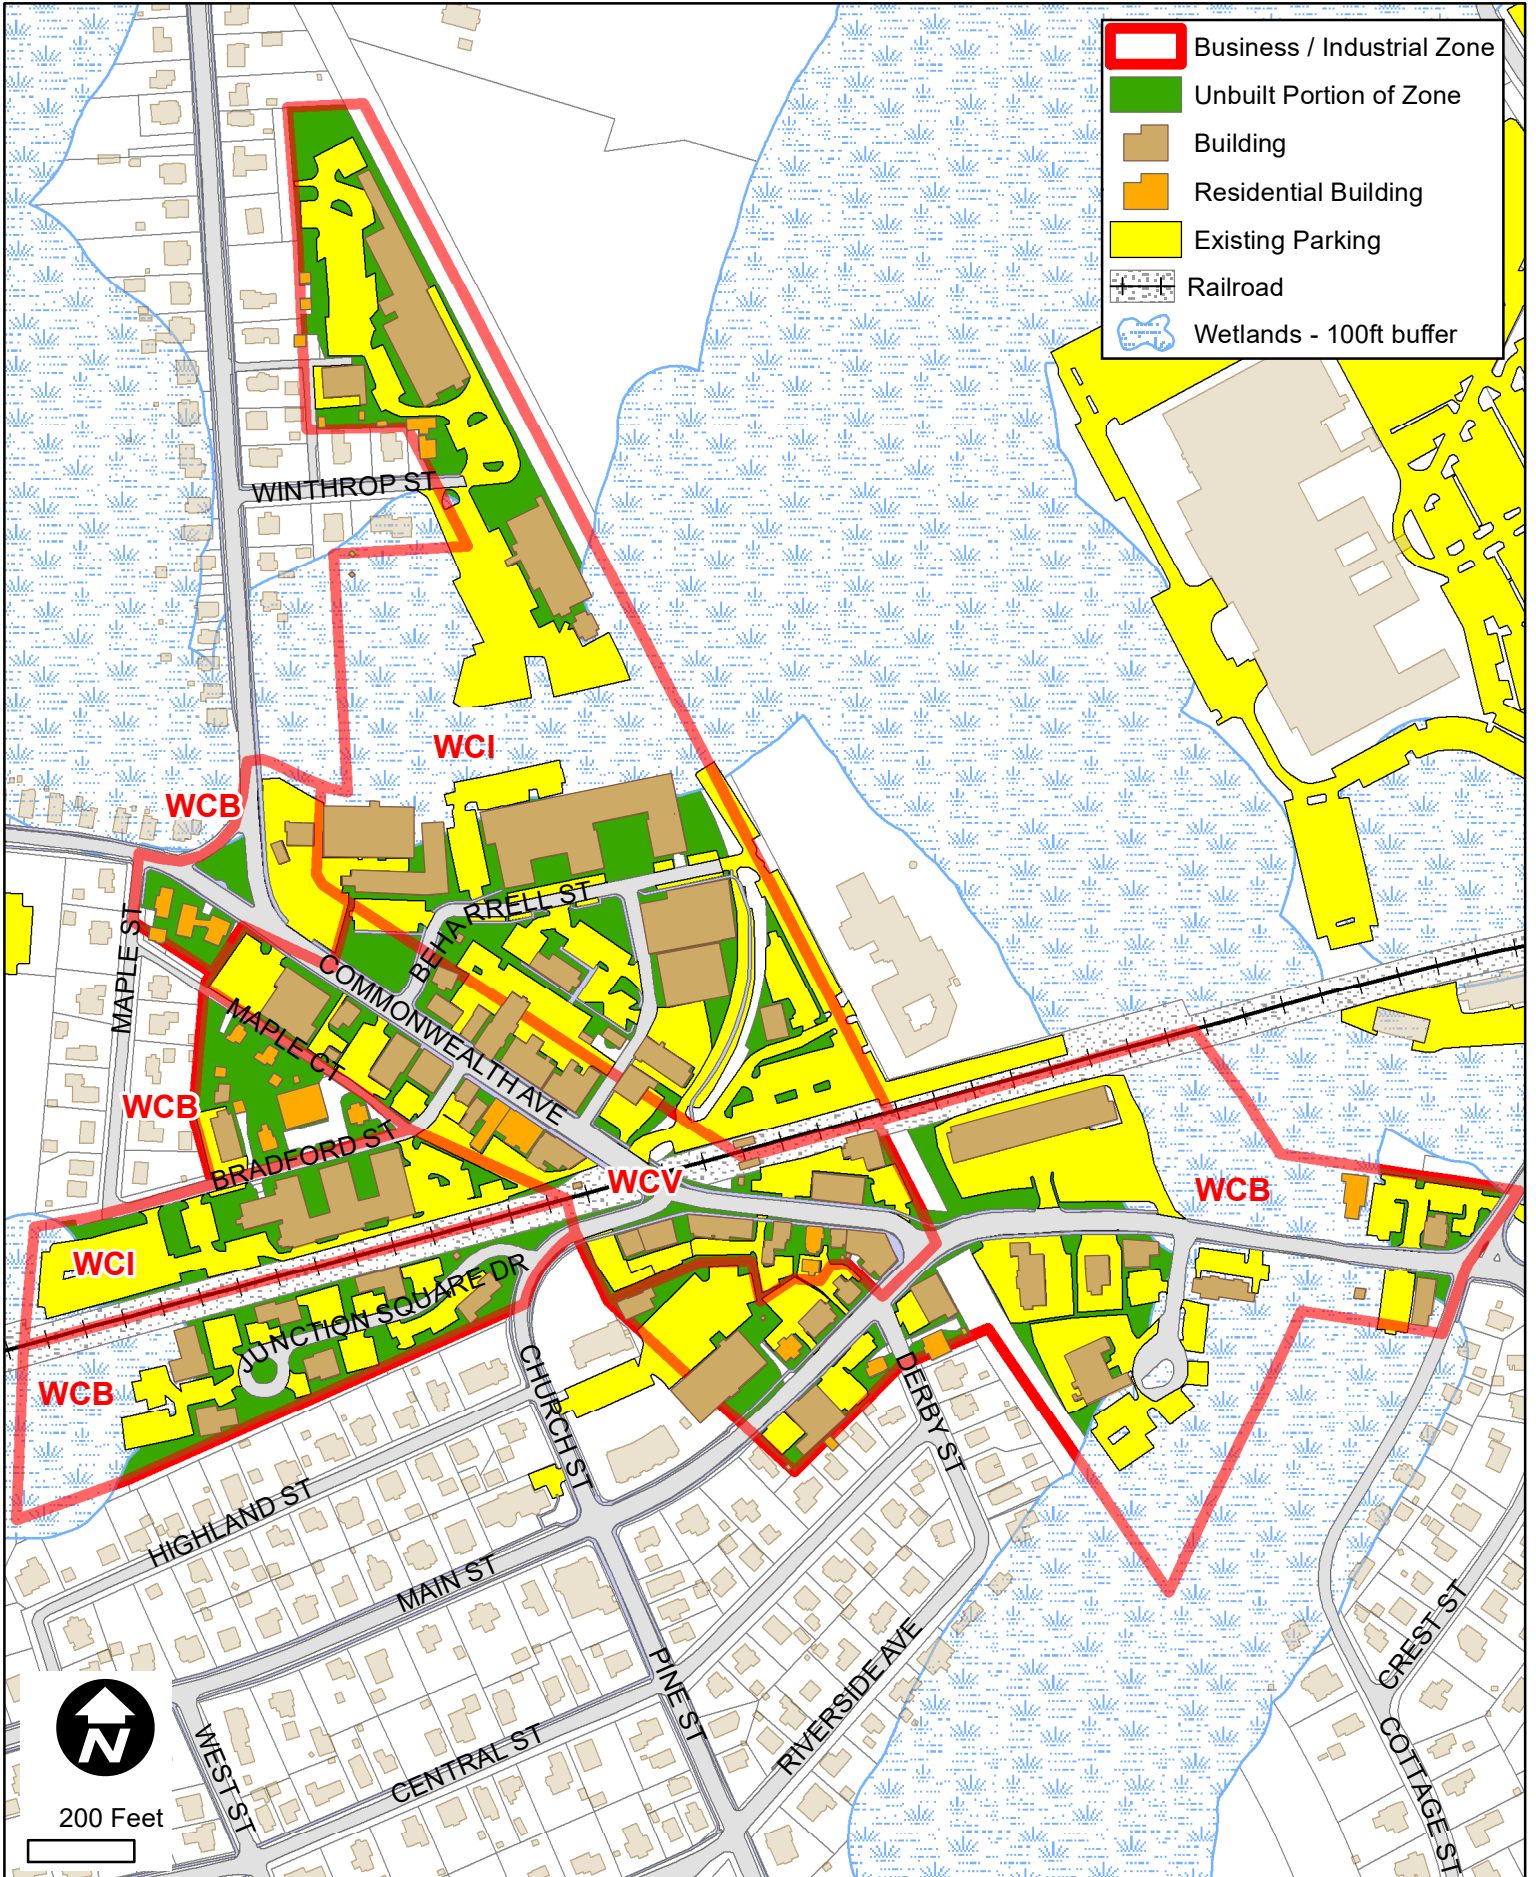 Business / Industrial Zone
Unbuilt Portion of Zone
Building
Residential Building
Existing Parking
Railroad
Wetlands - 100ft buffer
WINTHROP ST
WCI
WCB
BEHARRELL ST
MAPLE ST
COMMONWEALTH AVE
MAPLE CT
WCB
BRADFORD ST
WCV
WCB
WCI
JUNCTION SQUARE DR
WCB
CHURCH ST
DERBY ST
HIGHLAND ST
MAIN ST
PINE ST
RIVERSIDE AVE
CREST ST
WEST ST
CENTRAL ST
COTTAGE ST
N
200 Feet